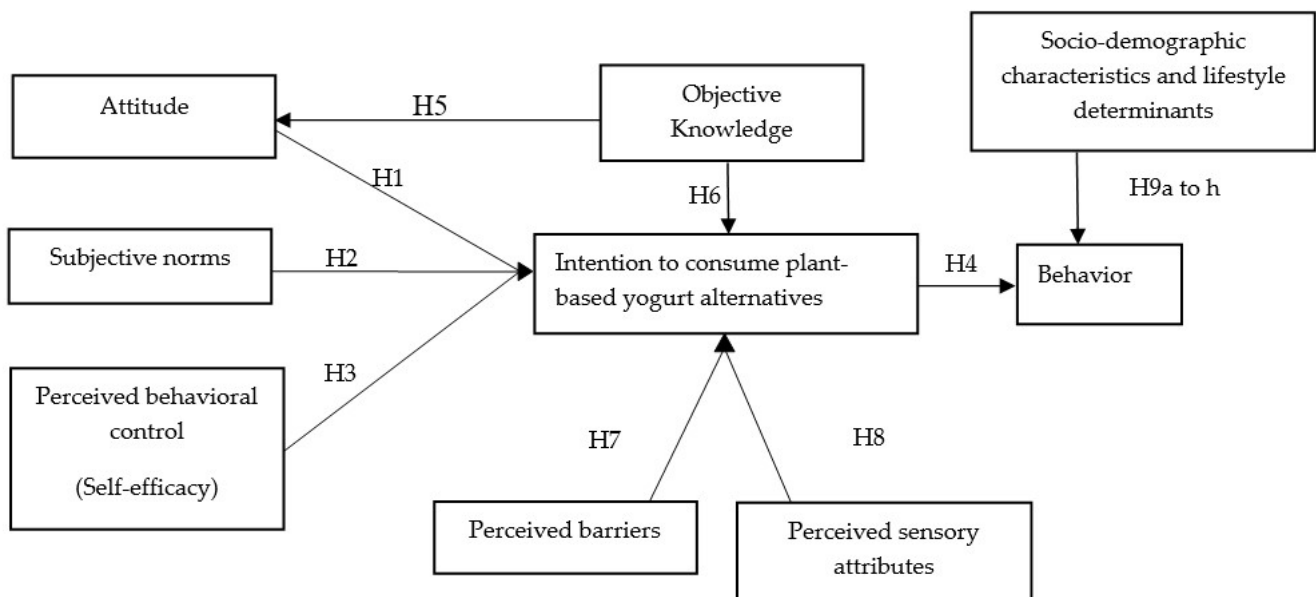 Socio-demographic
characteristics and lifestyle
determinants
Attitude
H5
Objective
Knowledge
H1
H6
H9a to h
Subjective norms
H2
Intention to consume plant-
based yogurt alternatives
H4
Behavior
Perceived behavioral
control
(Self-efficacy)
H3
H7
H8
Perceived barriers
Perceived sensory
attributes